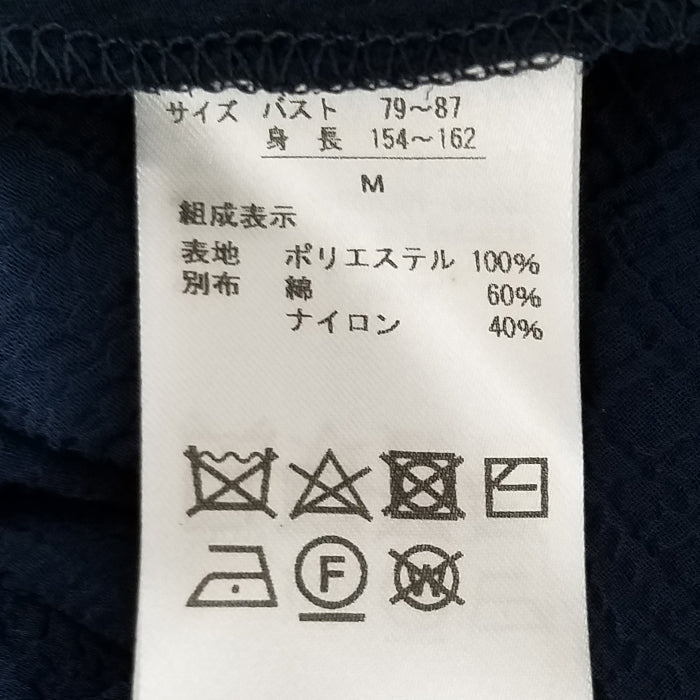 サイズ バスト 79～87
身長 154～162
M
組成表示
表地 ポリエステル 100%
別布 綿 60%
ナイロン 40%
F
W